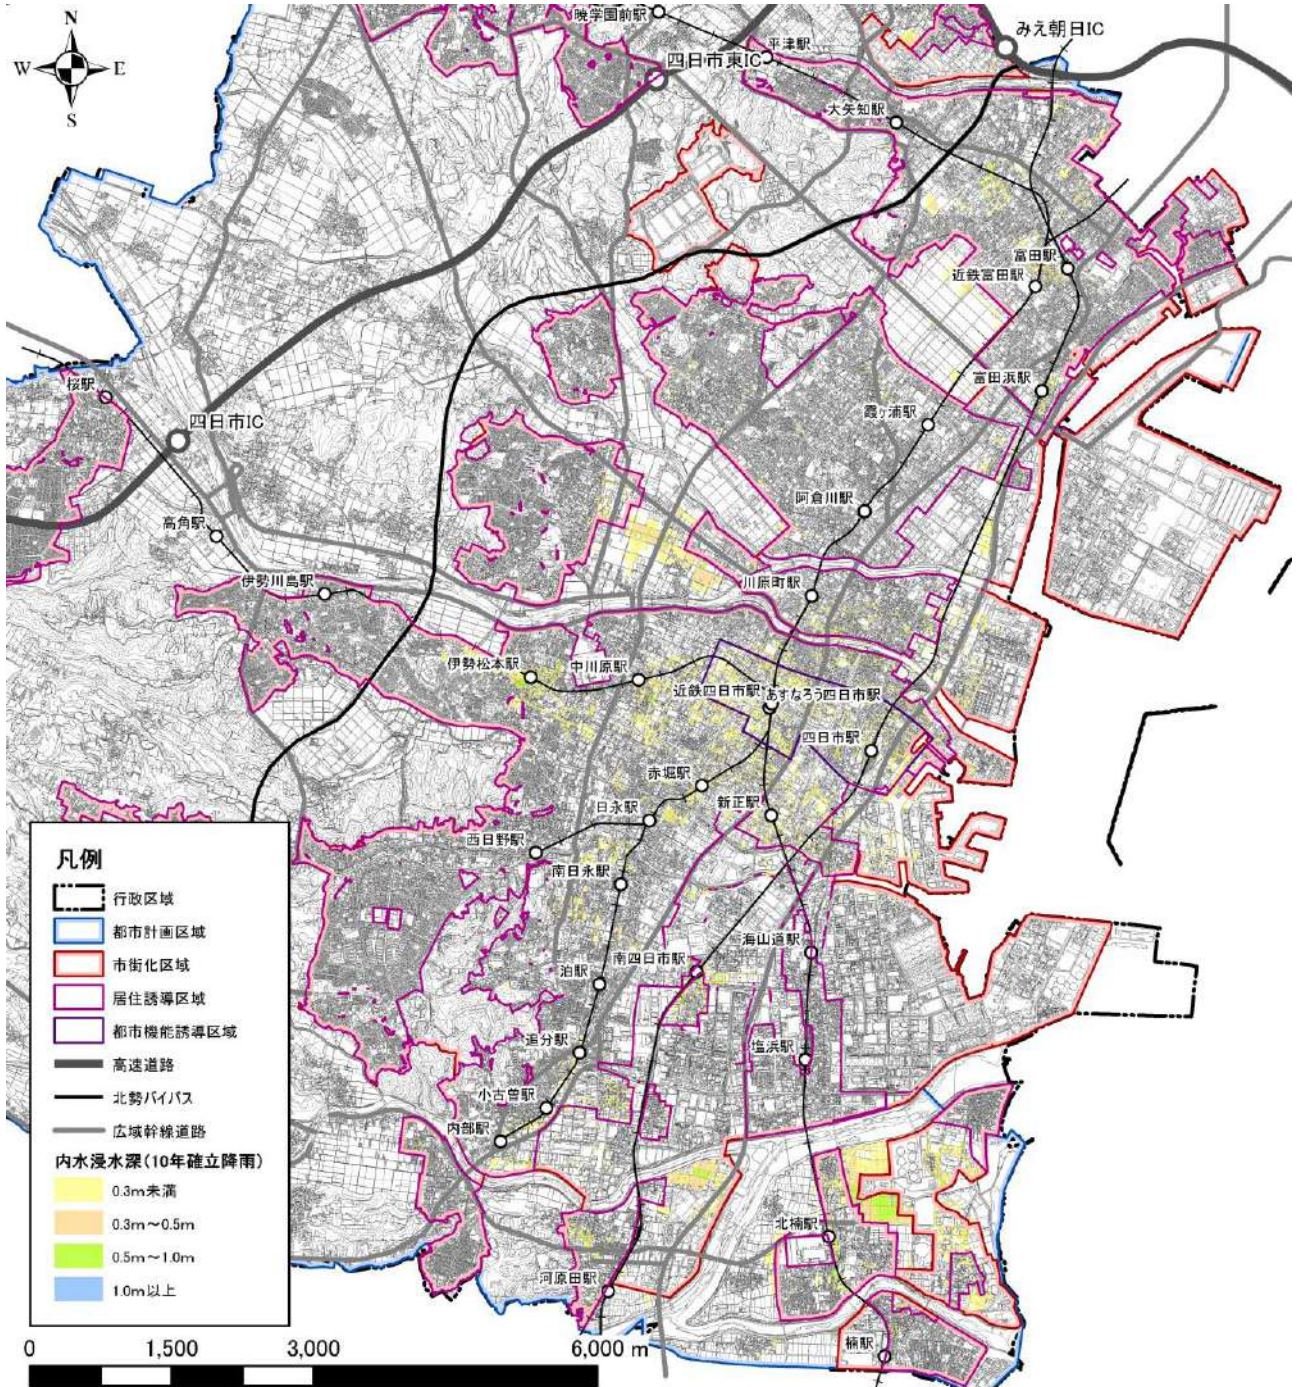 N
W
E
S
暁学園前駅
みえ朝日IC
平津駅
四日市東IC
大矢知駅
富田駅
近鉄富田駅
桜駅
富田浜駅
四日市IC
霞ヶ浦駅
阿倉川駅
高角駅
伊勢川島駅
川原町駅
伊勢松本駅
中川原駅
近鉄四日市駅
あすなろう四日市駅
四日市駅
赤堀駅
日永駅
新正駅
西日野駅
南日永駅
海山道駅
南四日市駅
泊駅
追分駅
塩浜駅
小古曽駅
内部駅
北楠駅
河原田駅
楠駅
凡例
行政区域
都市計画区域
市街化区域
居住誘導区域
都市機能誘導区域
高速道路
北勢バイパス
広域幹線道路
内水浸水深(10年確立降雨)
0.3m未満
0.3m～0.5m
0.5m～1.0m
1.0m以上
0 1,500 3,000 6,000 m